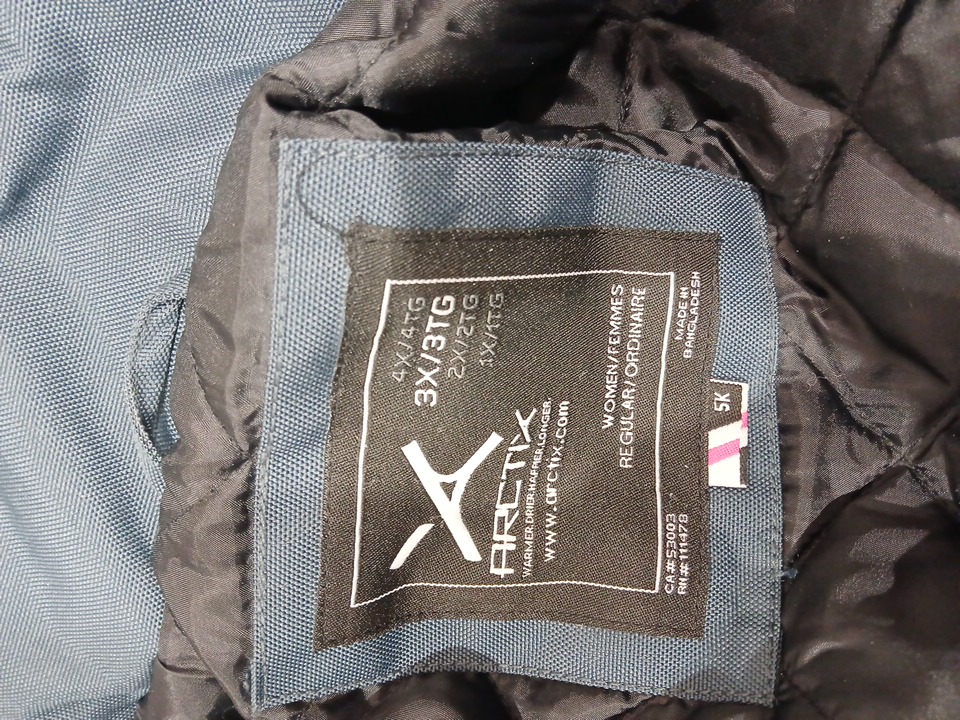 4X/4TG
3X/3TG
2X/2TG
1X/1TG
ARCTIX
WARMER.DRIER.HAPPIER.LONGER.
www.arctix.com
WOMEN/FEMMES
REGULAR/ORDINAIRE
CA#53003
RN#111478
MADE IN
BANGLADESH
5K